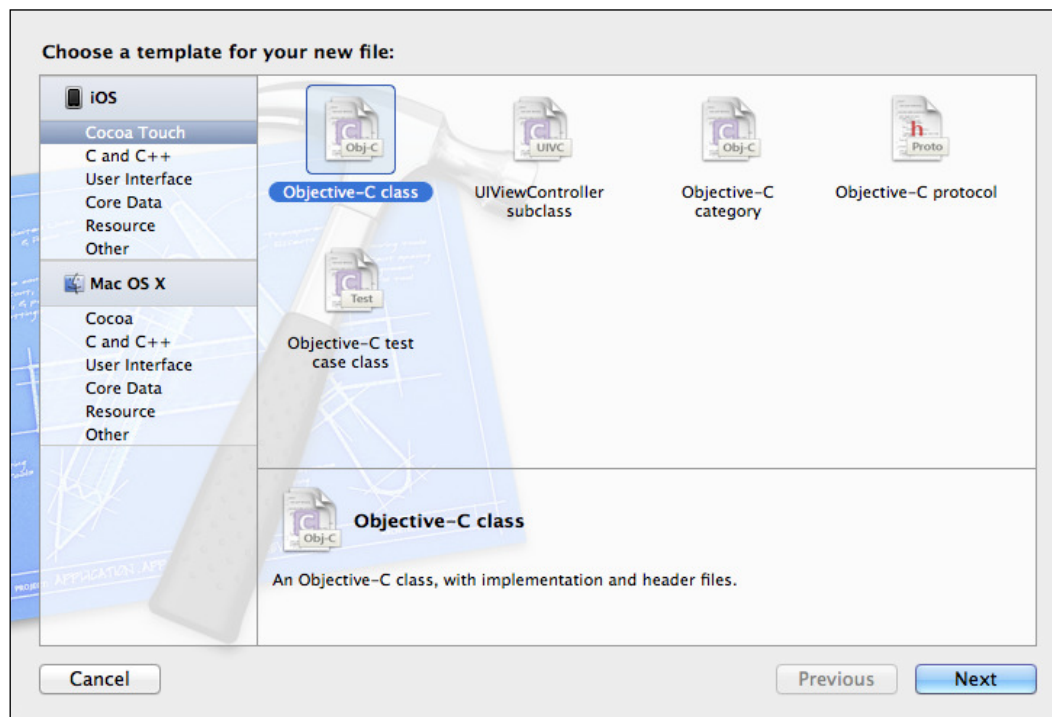 Choose a template for your new file:
iOS
Cocoa Touch
C and C++
User Interface
Core Data
Resource
Other
Mac OS X
Cocoa
C and C++
User Interface
Core Data
Resource
Other
Obj-C
Objective-C class
UIVC
UIViewController
subclass
Obj-C
Objective-C
category
h
Proto
Objective-C protocol
Test
Objective-C test
case class
Obj-C
Objective-C class
An Objective-C class, with implementation and header files.
Cancel
Previous
Next